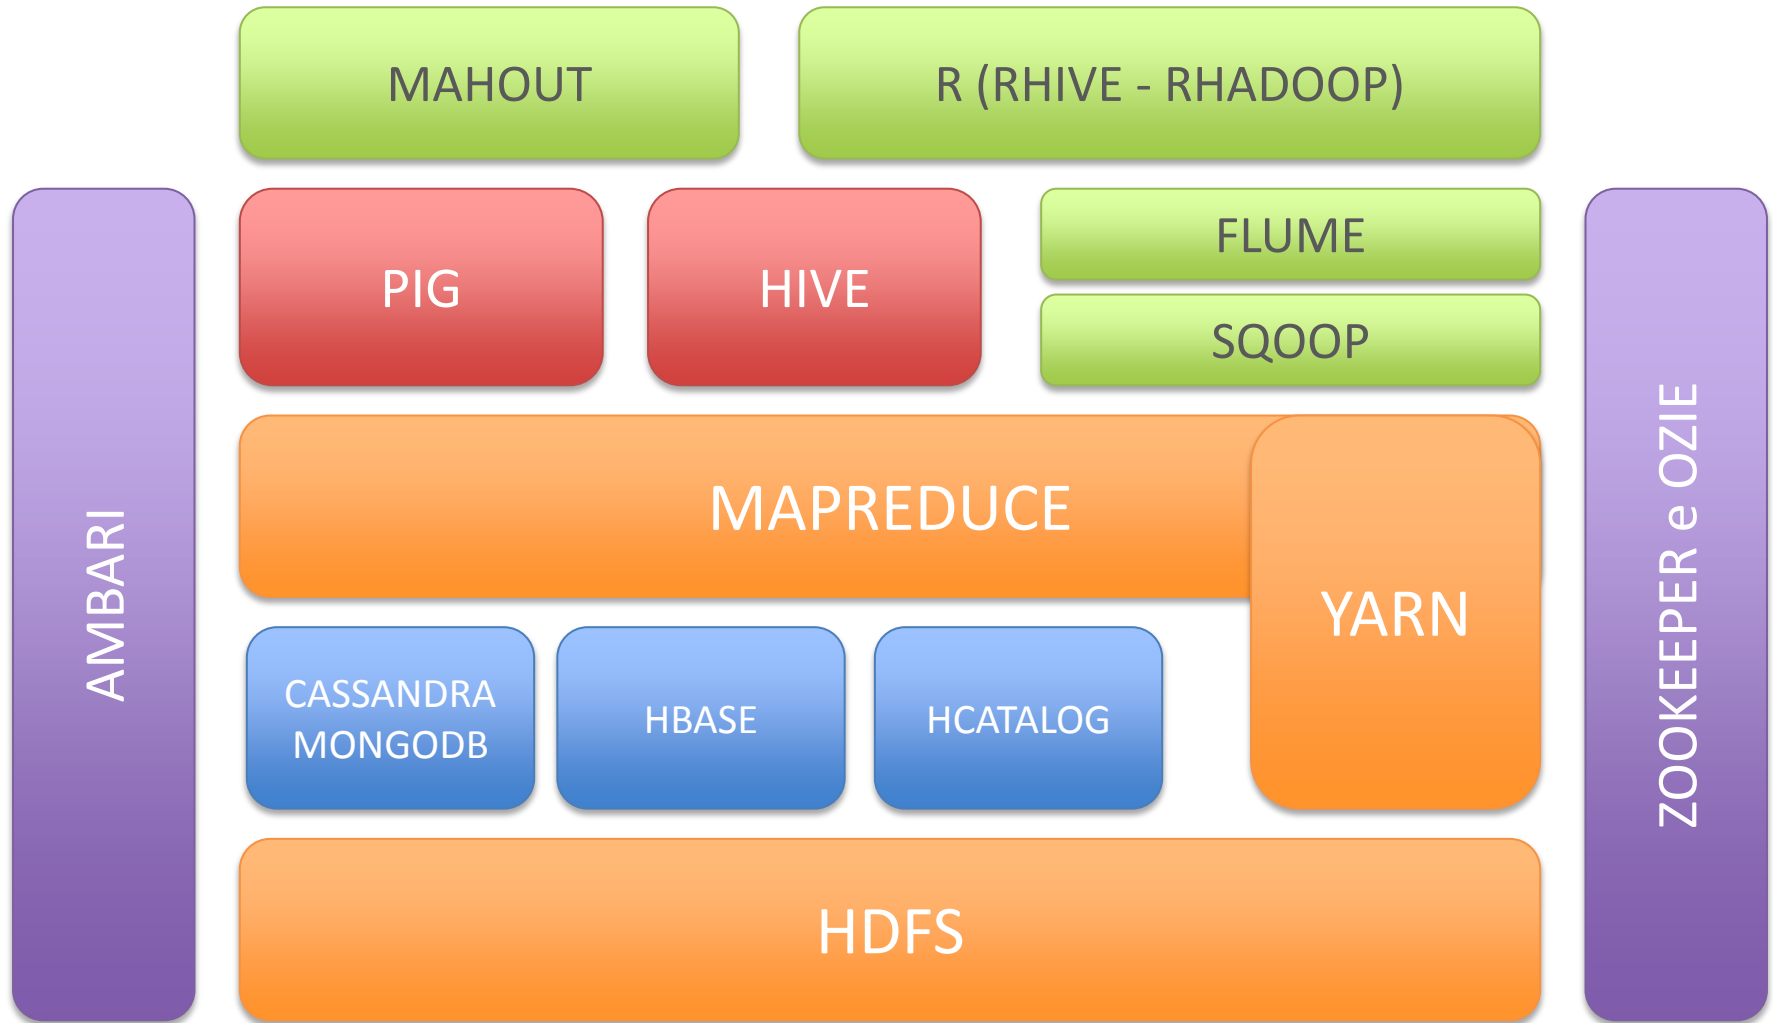 MAHOUT
R (RHIVE - RHADOOP)
AMBARI
PIG
HIVE
FLUME
SQOOP
MAPREDUCE
YARN
CASSANDRA
MONGODB
HBASE
HCATALOG
HDFS
ZOOKEEPER e OZIE